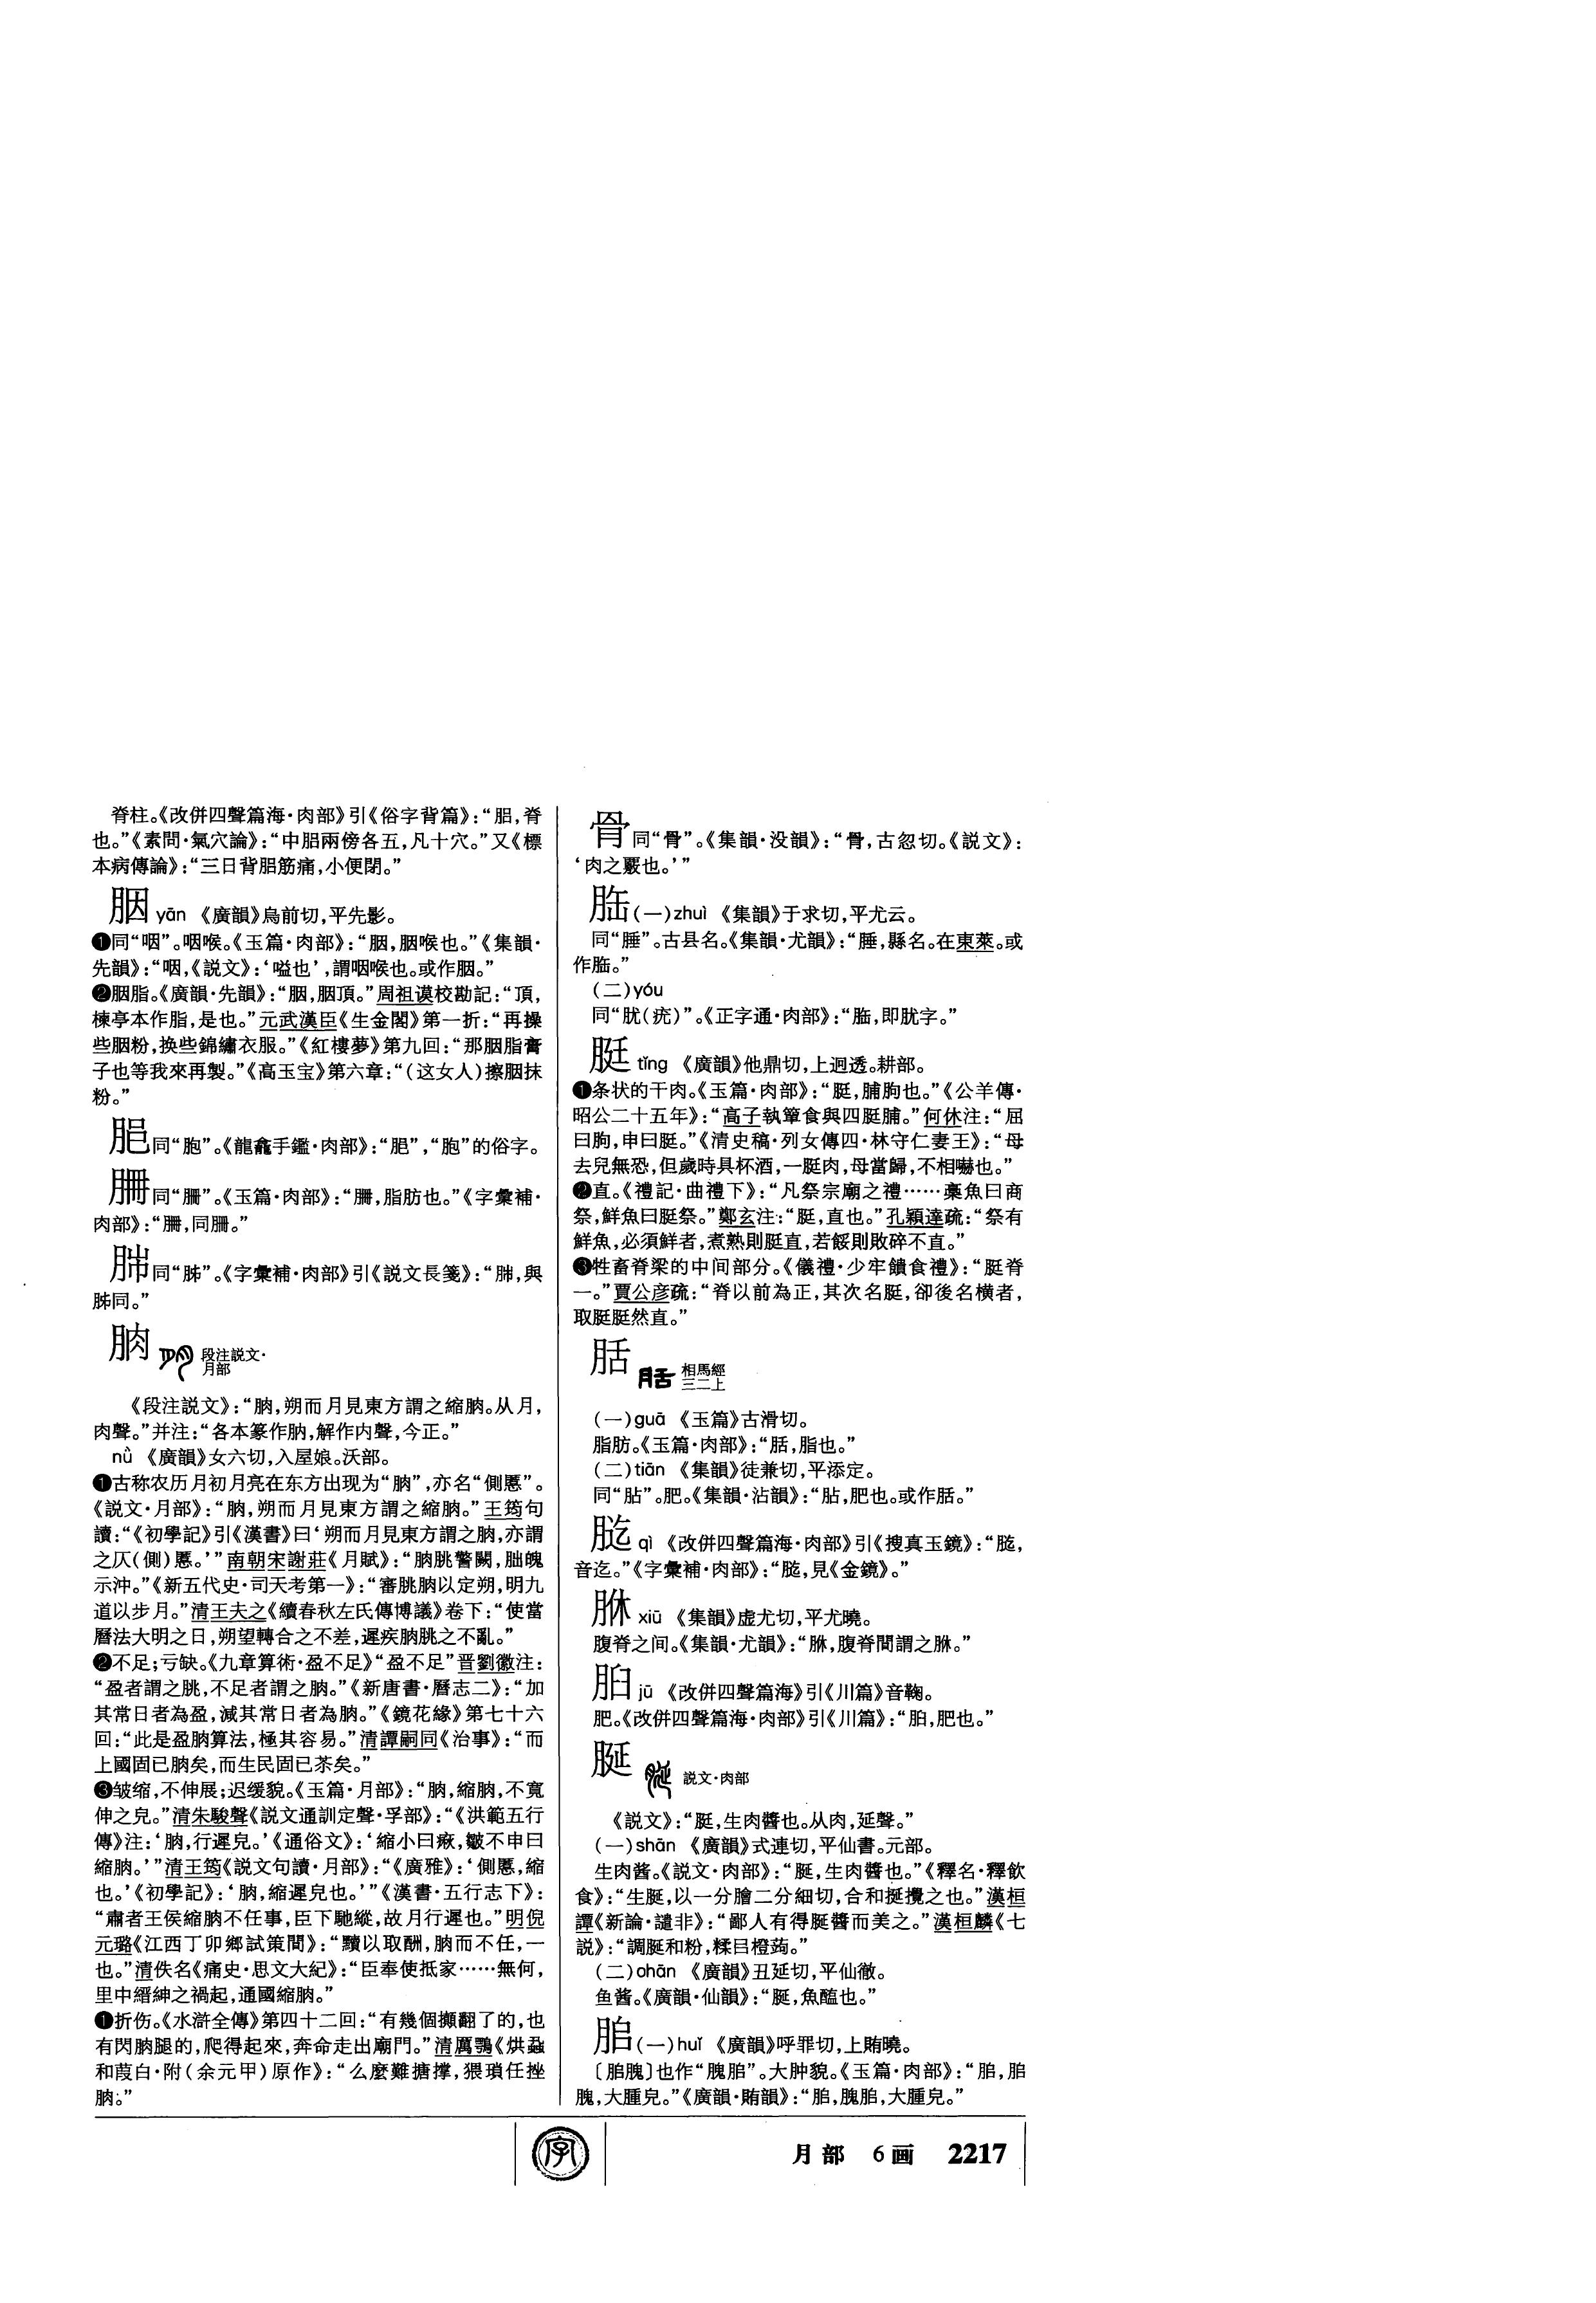 脊柱。《改併四聲篇海·肉部》引《俗字背篇》：“䏰，脊
也。”《素問·氣穴論》：“中䏰兩傍各五，凡十穴。”又《標
本病傳論》：“三日背䏰筋痛，小便閉。”
胭 yān 《廣韻》烏前切，平先影。
❶同“咽”。咽喉。《玉篇·肉部》：“胭，胭喉也。”《集韻·
先韻》：“咽，《説文》：‘嗌也’，謂咽喉也。或作胭。”
❷胭脂。《廣韻·先韻》：“胭，胭項。”周祖谟校勘記：“項，
楝亭本作脂，是也。”元武漢臣《生金閣》第一折：“再搽
些胭粉，换些錦繡衣服。”《紅樓夢》第九回：“那胭脂膏
子也等我來再製。”《高玉宝》第六章：“（这女人）擦胭抹
粉。”
同“胞”。《龍龕手鑑·肉部》：“”，“胞”的俗字。
同“䏼”。《玉篇·肉部》：“，脂肪也。”《字彙補·
肉部》：“，同。”
同“胏”。《字彙補·肉部》引《説文長箋》：“，與
胏同。”
朒 段注説文·
月部
《段注説文》：“朒，朔而月見東方謂之縮朒。从月，
肉聲。”并注：“各本篆作肭，解作内聲，今正。”
nǜ 《廣韻》女六切，入屋娘。沃部。
❶古称农历月初月亮在东方出现为“朒”，亦名“側慝”。
《説文·月部》：“朒，朔而月見東方謂之縮朒。”王筠句
讀：“《初學記》引《漢書》曰‘朔而月見東方謂之朒，亦謂
之仄（側）慝。’”南朝宋謝莊《月賦》：“朒朓警闕，朏魄
示沖。”《新五代史·司天考第一》：“審朓朒以定朔，明九
道以步月。”清王夫之《續春秋左氏傳博議》卷下：“使當
曆法大明之日，朔望轉合之不差，遲疾朒朓之不亂。”
❷不足；亏缺。《九章算術·盈不足》“盈不足”晋劉徽注：
“盈者謂之朓，不足者謂之朒。”《新唐書·曆志二》：“加
其常日者為盈，減其常日者為朒。”《鏡花緣》第七十六
回：“此是盈朒算法，極其容易。”清譚嗣同《治事》：“而
上國固已朒矣，而生民固已苶矣。”
❸皱缩，不伸展；迟缓貌。《玉篇·月部》：“朒，縮朒，不寬
伸之皃。”清朱駿聲《説文通訓定聲·孚部》：“《洪範五行
傳》注：‘朒，行遲皃。’《通俗文》：‘縮小曰瘷，皺不申曰
縮朒。’”清王筠《説文句讀·月部》：“《廣雅》：‘側慝，縮
也。’《初學記》：‘朒，縮遲皃也。’”《漢書·五行志下》：
“肅者王侯縮朒不任事，臣下馳縱，故月行遲也。”明倪
元璐《江西丁卯鄉試策問》：“黷以取酬，朒而不任，一
也。”清佚名《痛史·思文大紀》：“臣奉使抵家……無何，
里中縉紳之禍起，通國縮朒。”
❶折伤。《水滸全傳》第四十二回：“有幾個攧翻了的，也
有閃朒腿的，爬得起來，奔命走出廟門。”清厲鶚《烘蝨
和葭白·附（余元甲）原作》：“么麼難搪撑，猥瑣任挫
朒。”
骨同“骨”。《集韻·没韻》：“骨，古忽切。《説文》：
‘肉之覈也。’”
（一）zhuì 《集韻》于求切，平尤云。
同“腄”。古县名。《集韻·尤韻》：“腄，縣名。在東萊。或
作。”
（二）yóu
同“肬（疣）”。《正字通·肉部》：“，即肬字。”
脡 tǐng 《廣韻》他鼎切，上迥透。耕部。
❶条状的干肉。《玉篇·肉部》：“脡，脯朐也。”《公羊傳·
昭公二十五年》：“高子執簞食與四脡脯。”何休注：“屈
曰朐，申曰脡。”《清史稿·列女傳四·林守仁妻王》：“母
去兒無恐，但歲時具杯酒，一脡肉，母當歸，不相嚇也。”
❷直。《禮記·曲禮下》：“凡祭宗廟之禮……稾魚曰商
祭，鮮魚曰脡祭。”鄭玄注：“脡，直也。”孔穎達疏：“祭有
鮮魚，必須鮮者，煮熟則脡直，若餒則敗碎不直。”
❸牲畜脊梁的中间部分。《儀禮·少牢饋食禮》：“脡脊
一。”賈公彦疏：“脊以前為正，其次名脡，卻後名横者，
取脡脡然直。”
䏦 相馬經
三二上
（一）guā 《玉篇》古滑切。
脂肪。《玉篇·肉部》：“䏦，脂也。”
（二）tiān 《集韻》徒兼切，平添定。
同“䏔”。肥。《集韻·沾韻》：“䏔，肥也。或作䏦。”
qì 《改併四聲篇海·肉部》引《搜真玉鏡》：“，
音迄。”《字彙補·肉部》：“，見《金鏡》。”
脙 xiū 《集韻》虚尤切，平尤曉。
腹脊之间。《集韻·尤韻》：“，腹脊間謂之。”
jū 《改併四聲篇海》引《川篇》音鞠。
肥。《改併四聲篇海·肉部》引《川篇》：“，肥也。”
脠 説文·肉部
《説文》：“脡，生肉醬也。从肉，延聲。”
（一）shān 《廣韻》式連切，平仙書。元部。
生肉酱。《説文·肉部》：“脠，生肉醬也。”《釋名·釋飲
食》：“生脠，以一分膾二分細切，合和挻攪之也。”漢桓
譚《新論·譴非》：“鄙人有得脠醬而美之。”漢桓麟《七
説》：“調脠和粉，糅㠯橙蒟。”
（二）ohān 《廣韻》丑延切，平仙徹。
鱼酱。《廣韻·仙韻》：“脠，魚醢也。”
（一）huǐ 《廣韻》呼罪切，上賄曉。
〔膭〕也作“”。大肿貌。《玉篇·肉部》：“，
，大腫皃。”《廣韻·賄韻》：“，大腫皃。”
字
月部 6画 2217